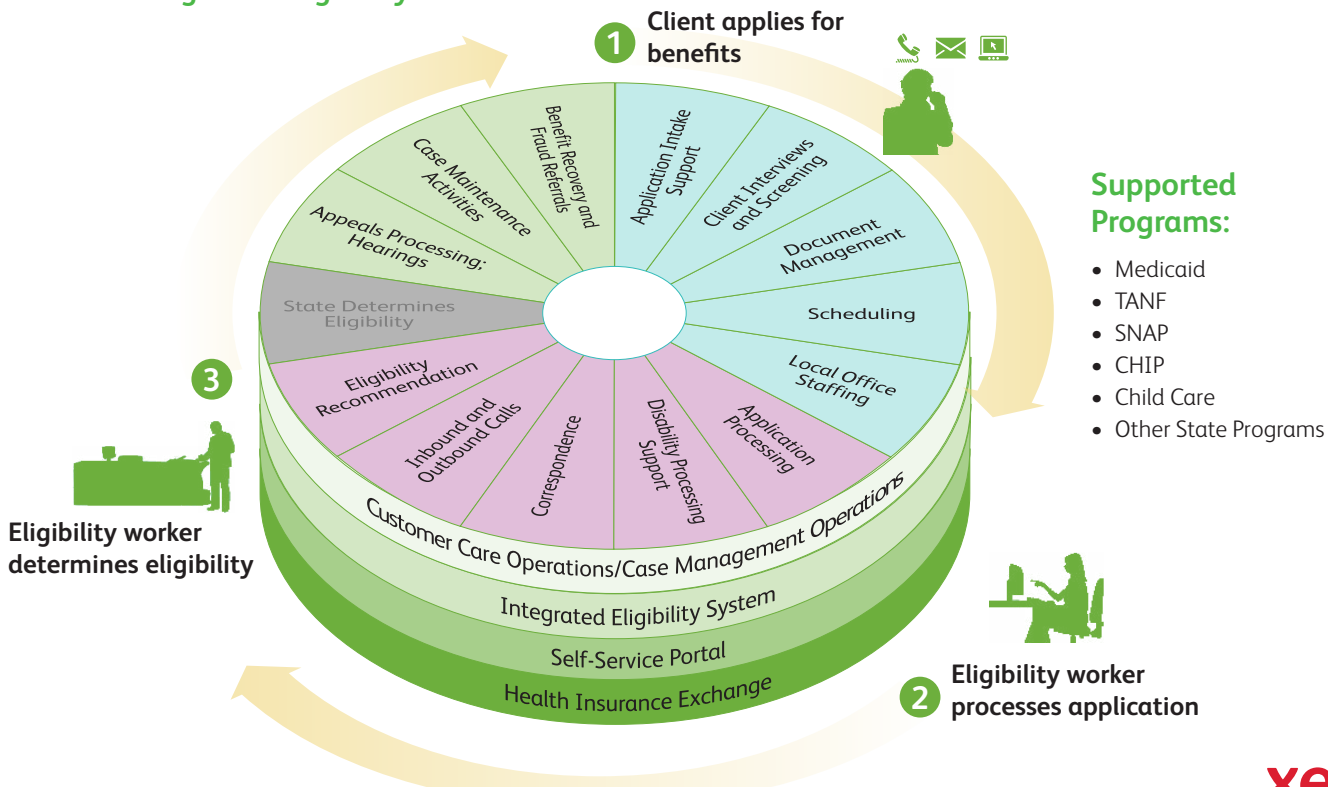 1
Client applies for
benefits
Benefit Recovery and
Fraud Referrals
Application Intake
Support
Case Maintenance
Activities
Client Interviews
and Screening
Appeals Processing;
Hearings
Document
Management
State Determines
Eligibility
Scheduling
Eligibility
Recommendation
Local Office
Staffing
Inbound and
Outbound Calls
Correspondence
Disability Processing
Support
Application
Processing
Customer Care Operations/Case Management Operations
Integrated Eligibility System
Self-Service Portal
Health Insurance Exchange
Supported
Programs:
• Medicaid
• TANF
• SNAP
• CHIP
• Child Care
• Other State Programs
3
Eligibility worker
determines eligibility
2
Eligibility worker
processes application